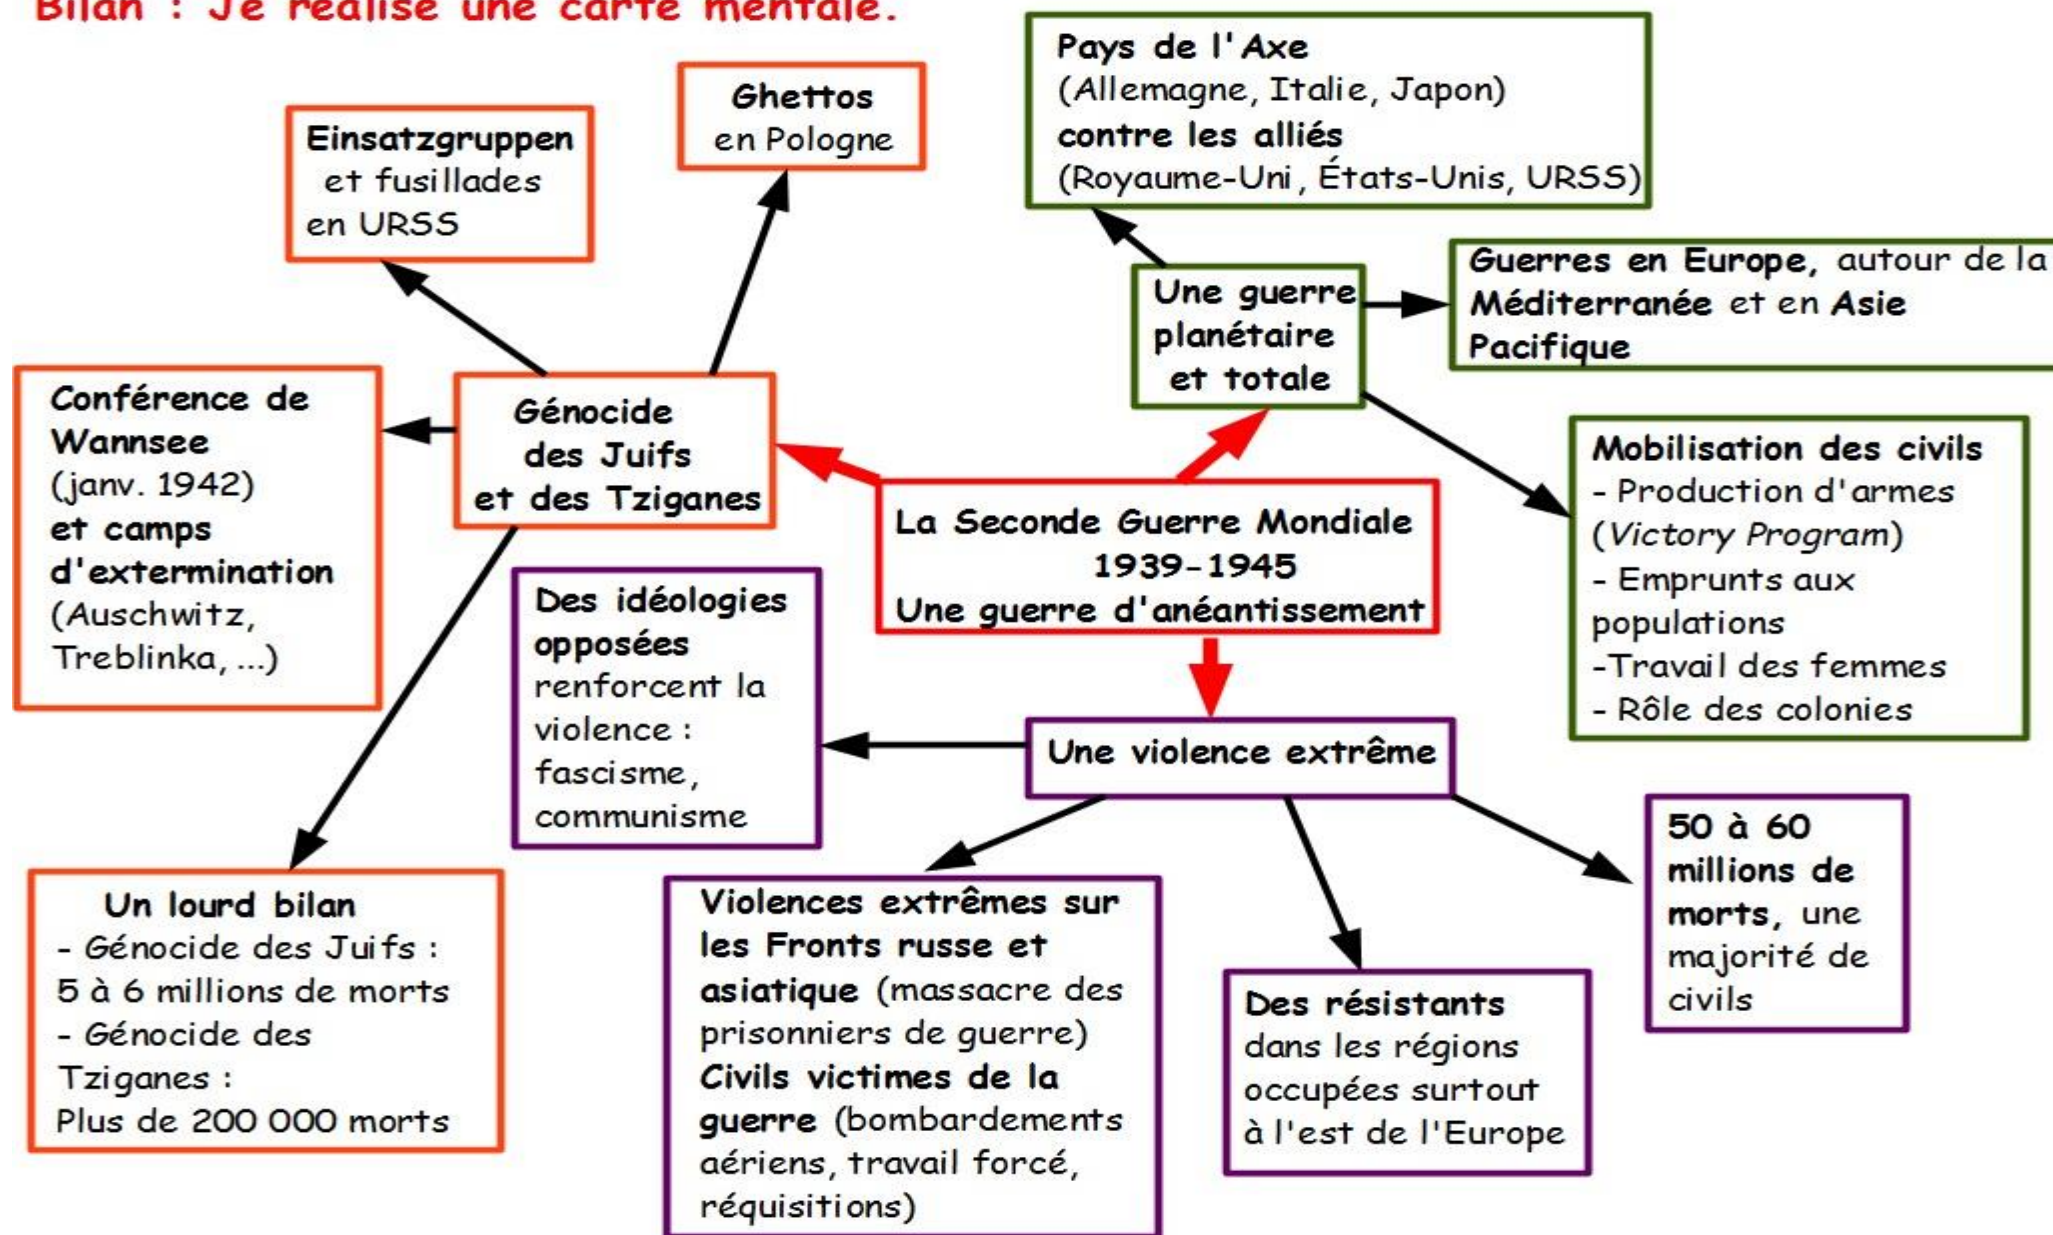 Bilan : Je réalise une carte mentale.
Pays de l'Axe
(Allemagne, Italie, Japon)
contre les alliés
(Royaume-Uni, États-Unis, URSS)
Ghettos
en Pologne
Einsatzgruppen
et fusillades
en URSS
Guerres en Europe, autour de la
Méditerranée et en Asie
Pacifique
Une guerre
planétaire
et totale
Conférence de
Wannsee
(janv. 1942)
et camps
d'extermination
(Auschwitz,
Treblinka, ...)
Génocide
des Juifs
et des Tziganes
Mobilisation des civils
- Production d'armes
(Victory Program)
- Emprunts aux
populations
-Travail des femmes
- Rôle des colonies
La Seconde Guerre Mondiale
1939-1945
Une guerre d'anéantissement
Des idéologies
opposées
renforcent la
violence :
fascisme,
communisme
Une violence extrême
50 à 60
millions de
morts, une
majorité de
civils
Un lourd bilan
- Génocide des Juifs :
5 à 6 millions de morts
- Génocide des
Tziganes :
Plus de 200 000 morts
Violences extrêmes sur
les Fronts russe et
asiatique (massacre des
prisonniers de guerre)
Civils victimes de la
guerre (bombardements
aériens, travail forcé,
réquisitions)
Des résistants
dans les régions
occupées surtout
à l'est de l'Europe